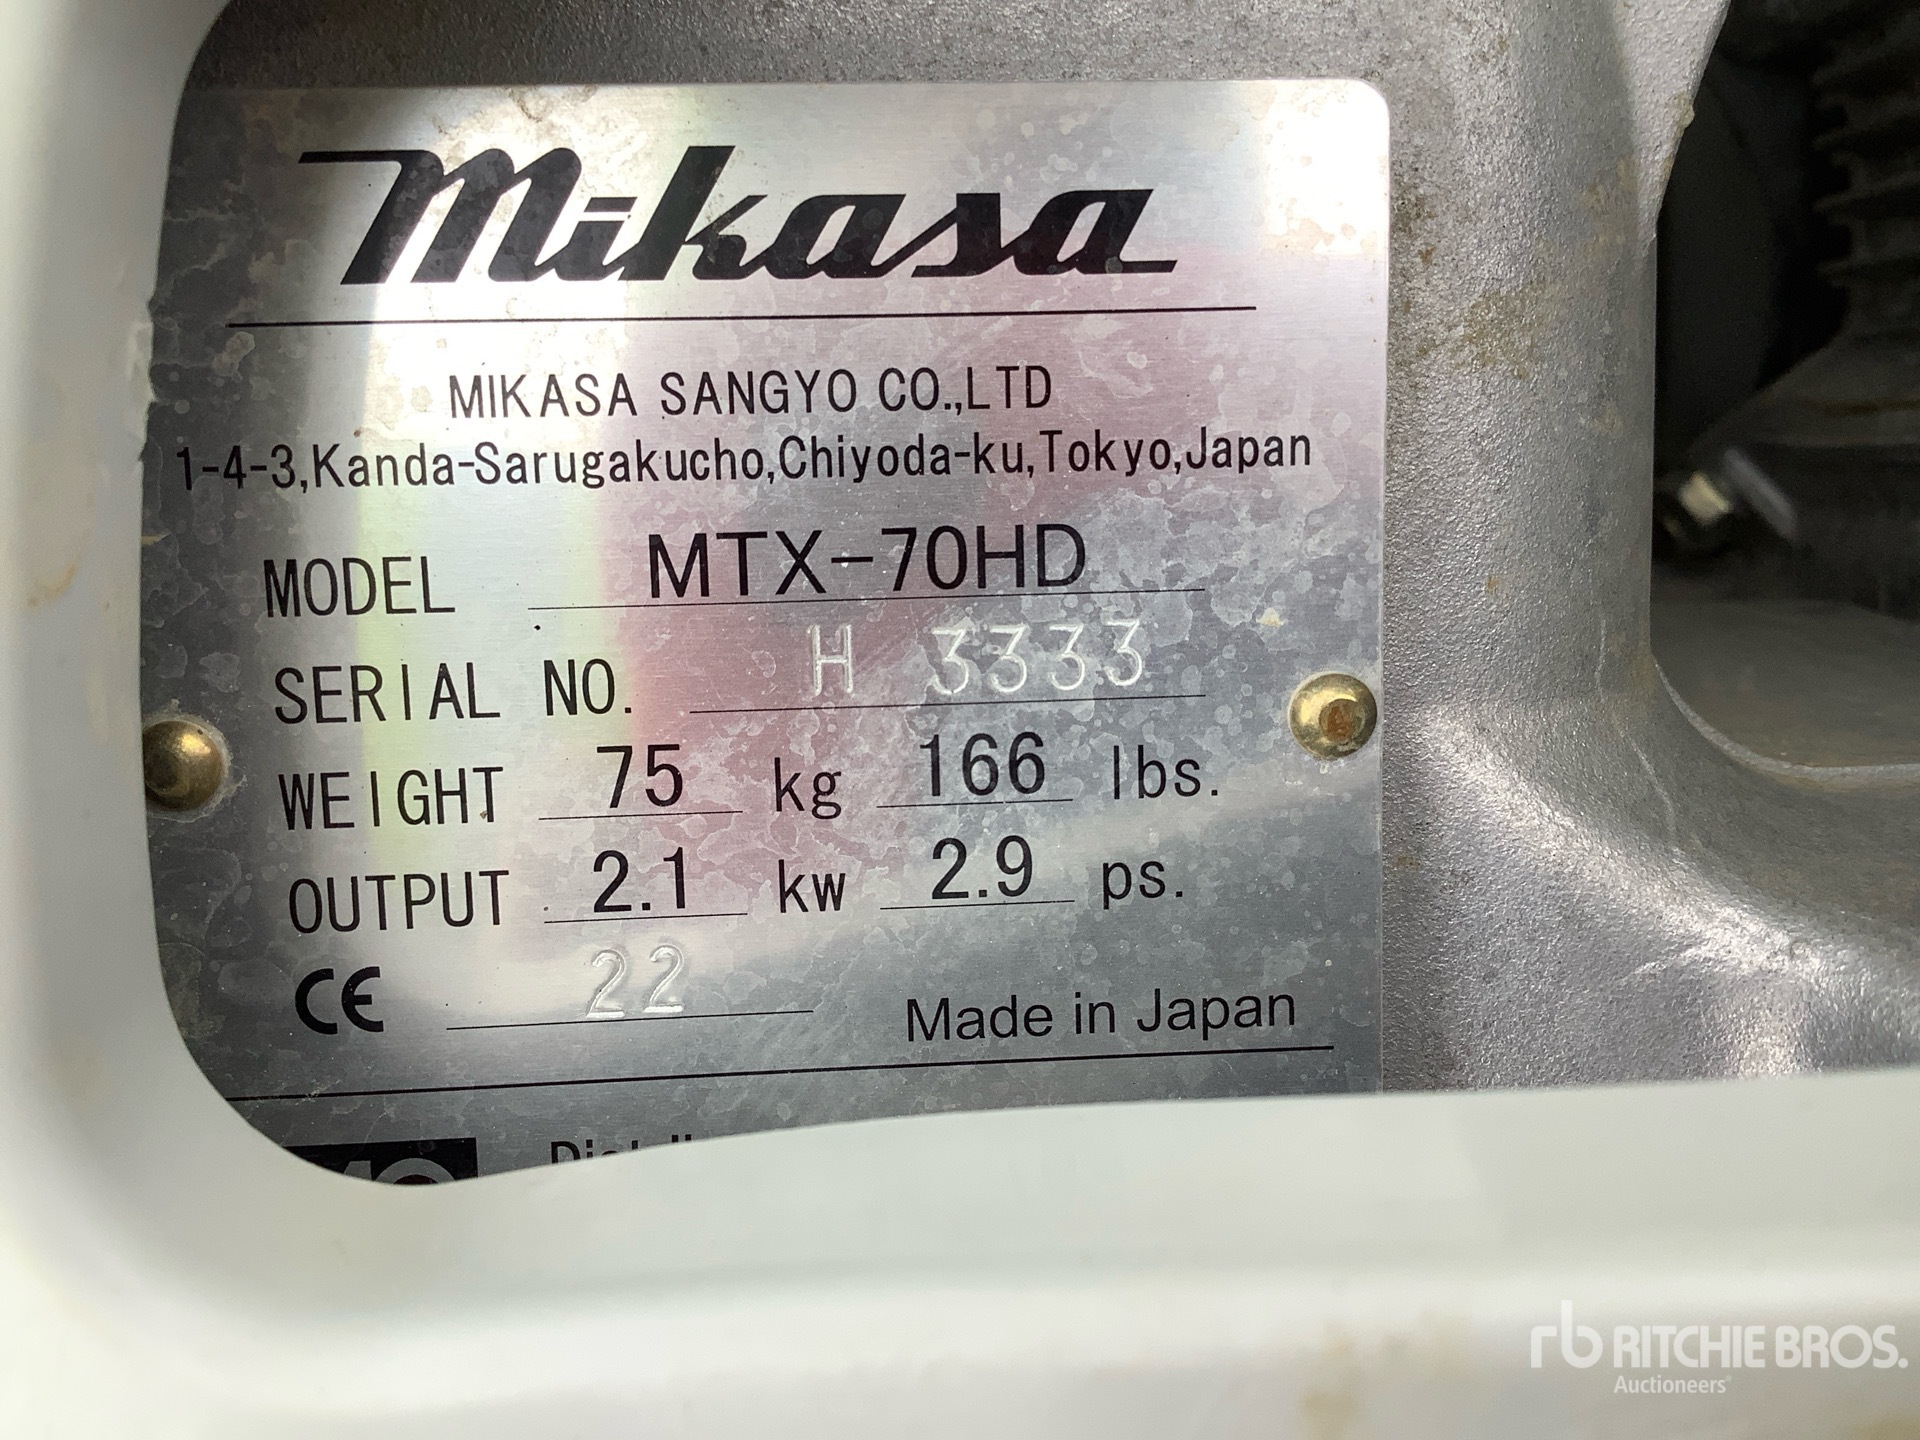 mikasa
MIKASA SANGYO CO.,LTD
1-4-3,Kanda-Sarugakucho,Chiyoda-ku,Tokyo,Japan
MODEL MTX-70HD
SERIAL NO. H 3333
WEIGHT 75 kg 166 lbs.
OUTPUT 2.1 kw 2.9 ps.
CE 22 Made in Japan
rb RITCHIE BROS.
Auctioneers